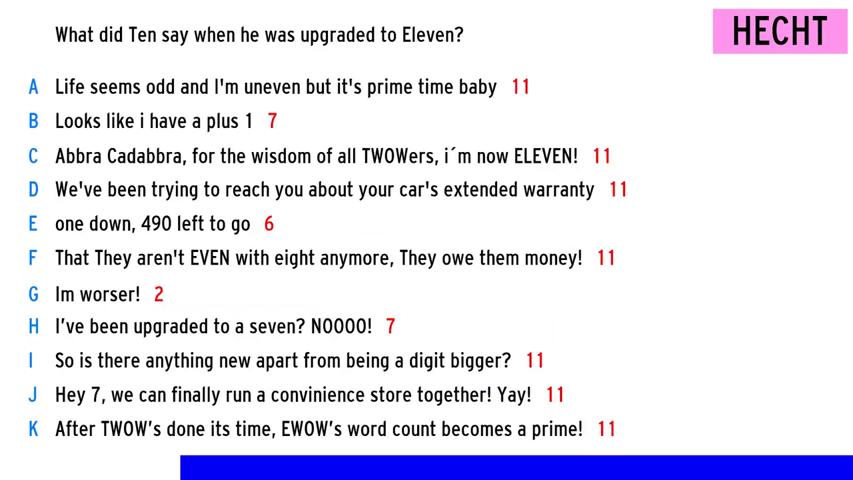 What did Ten say when he was upgraded to Eleven?
HECHT
A Life seems odd and I'm uneven but it's prime time baby 11
B Looks like i have a plus 1 7
C Abbra Cadabbra, for the wisdom of all TWOWers, i´m now ELEVEN! 11
D We've been trying to reach you about your car's extended warranty 11
E one down, 490 left to go 6
F That They aren't EVEN with eight anymore, They owe them money! 11
G Im worser! 2
H I’ve been upgraded to a seven? NOOOO! 7
I So is there anything new apart from being a digit bigger? 11
J Hey 7, we can finally run a convinience store together! Yay! 11
K After TWOW’s done its time, EWOW’s word count becomes a prime! 11